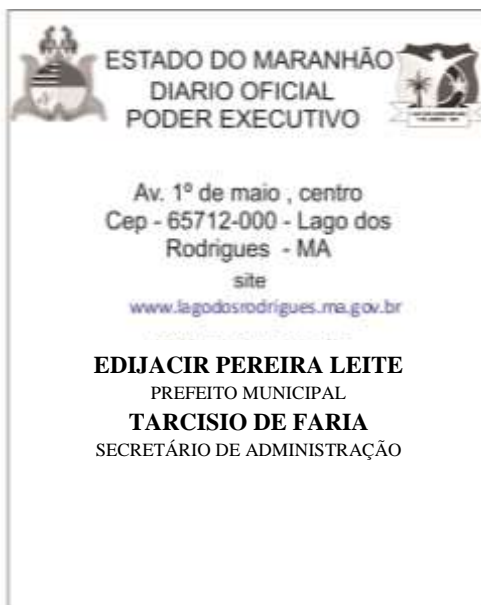 ESTADO DO MARANHÃO
DIARIO OFICIAL
PODER EXECUTIVO
Av. 1º de maio , centro
Cep - 65712-000 - Lago dos
Rodrigues - MA
site
www.lagodosrodrigues.ma.gov.br
EDIJACIR PEREIRA LEITE
PREFEITO MUNICIPAL
TARCISIO DE FARIA
SECRETÁRIO DE ADMINISTRAÇÃO